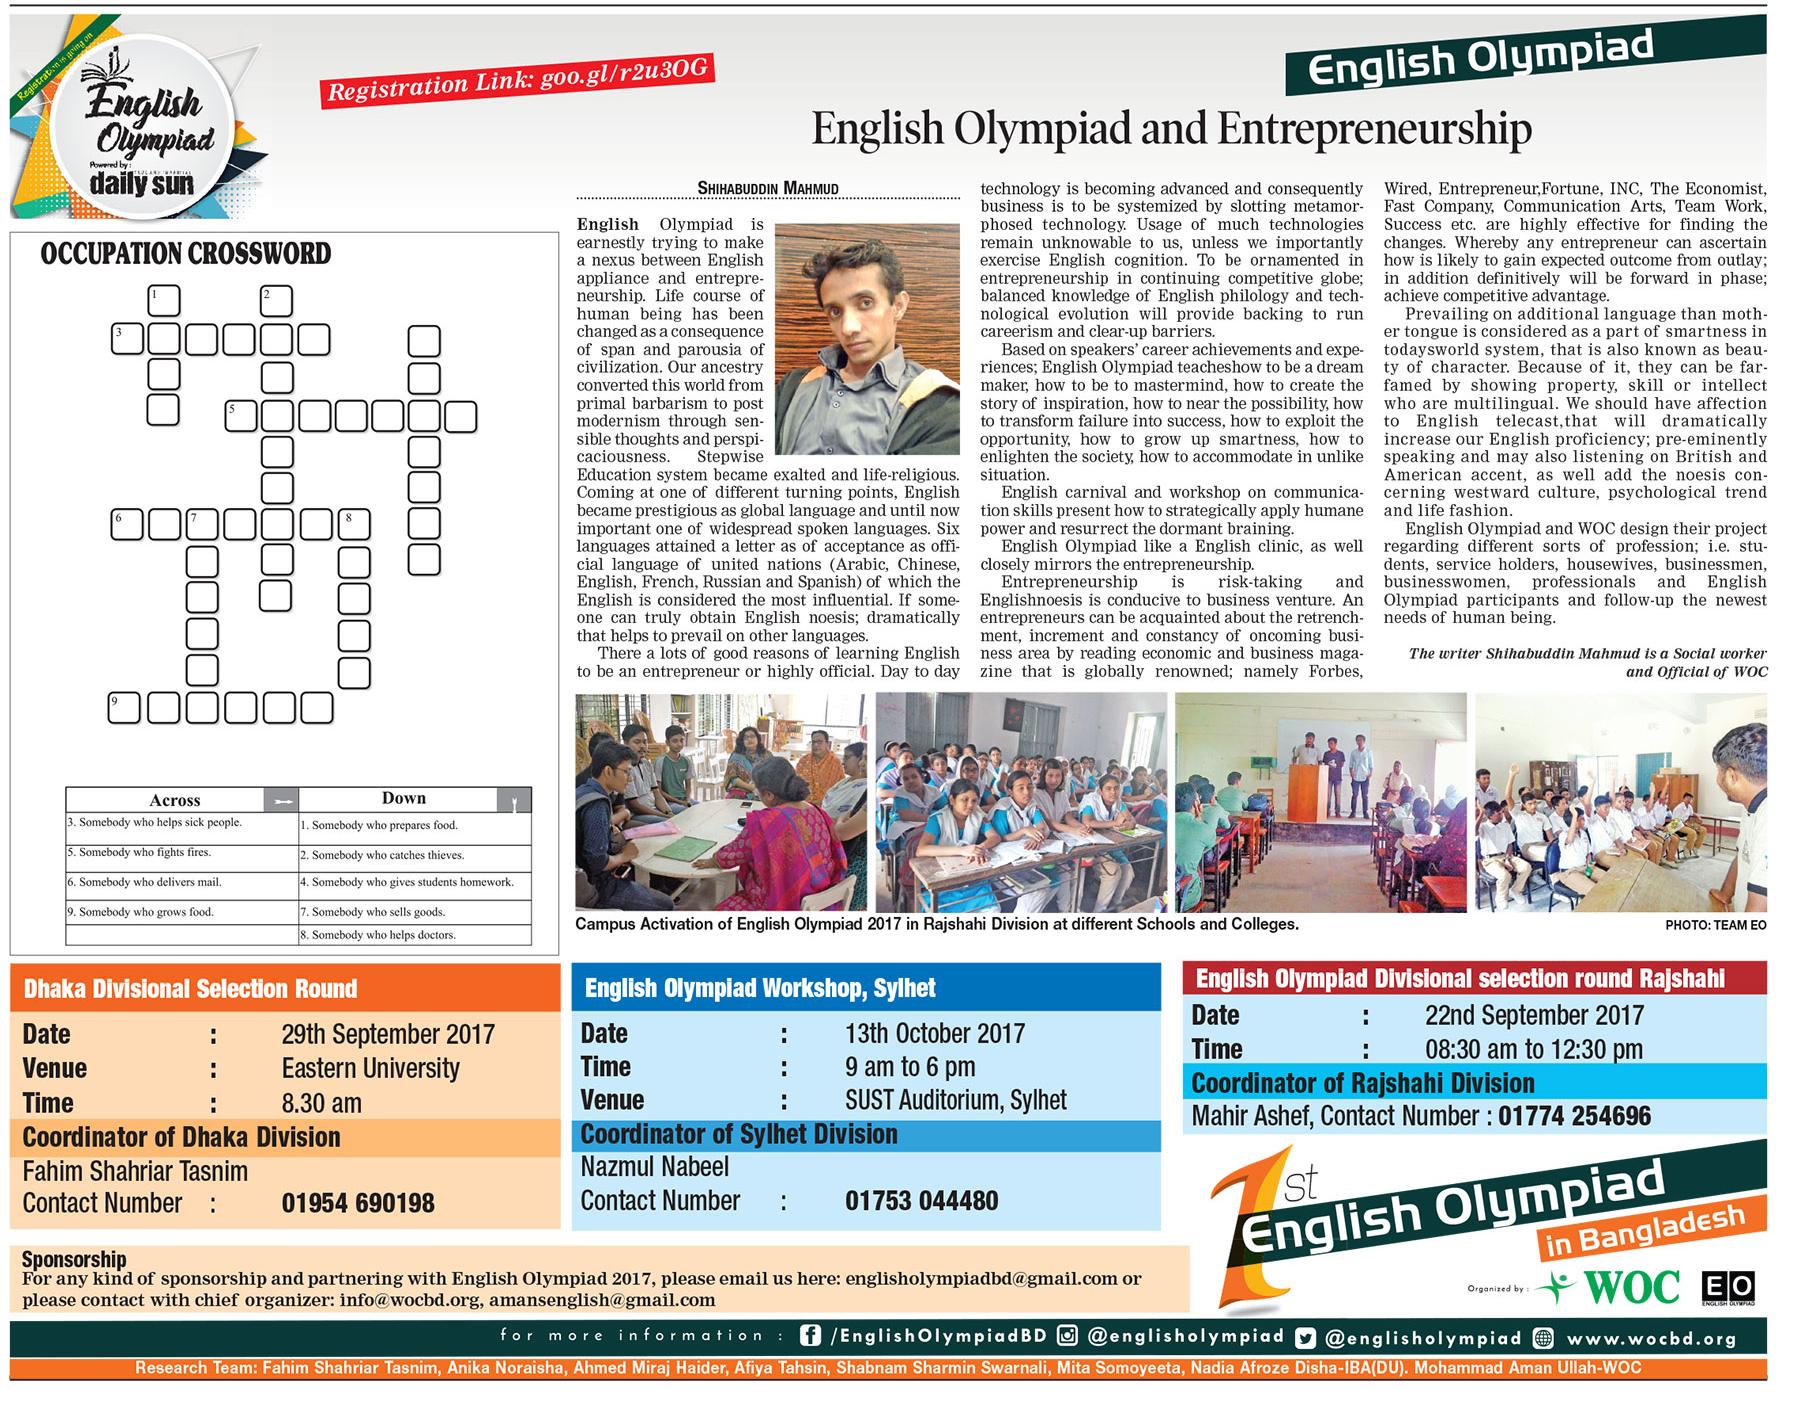 Registration is going on
English
Olympiad
Powered by :
daily sun
Registration Link: goo.gl/r2u3OG
English Olympiad
English Olympiad and Entrepreneurship
OCCUPATION CROSSWORD
1
2
3
5
6
7
8
9
Across
Down
3. Somebody who helps sick people.
1. Somebody who prepares food.
5. Somebody who fights fires.
2. Somebody who catches thieves.
6. Somebody who delivers mail.
4. Somebody who gives students homework.
9. Somebody who grows food.
7. Somebody who sells goods.
8. Somebody who helps doctors.
SHIHABUDDIN MAHMUD
English Olympiad is
earnestly trying to make
a nexus between English
appliance and entrepre-
neurship. Life course of
human being has been
changed as a consequence
of span and parousia of
civilization. Our ancestry
converted this world from
primal barbarism to post
modernism through sen-
sible thoughts and perspi-
caciousness. Stepwise
Education system became exalted and life-religious.
Coming at one of different turning points, English
became prestigious as global language and until now
important one of widespread spoken languages. Six
languages attained a letter as of acceptance as offi-
cial language of united nations (Arabic, Chinese,
English, French, Russian and Spanish) of which the
English is considered the most influential. If some-
one can truly obtain English noesis; dramatically
that helps to prevail on other languages.
There a lots of good reasons of learning English
to be an entrepreneur or highly official. Day to day
technology is becoming advanced and consequently
business is to be systemized by slotting metamor-
phosed technology. Usage of much technologies
remain unknowable to us, unless we importantly
exercise English cognition. To be ornamented in
entrepreneurship in continuing competitive globe;
balanced knowledge of English philology and tech-
nological evolution will provide backing to run
careerism and clear-up barriers.
Based on speakers' career achievements and expe-
riences; English Olympiad teacheshow to be a dream
maker, how to be to mastermind, how to create the
story of inspiration, how to near the possibility, how
to transform failure into success, how to exploit the
opportunity, how to grow up smartness, how to
enlighten the society, how to accommodate in unlike
situation.
English carnival and workshop on communica-
tion skills present how to strategically apply humane
power and resurrect the dormant braining.
English Olympiad like a English clinic, as well
closely mirrors the entrepreneurship.
Entrepreneurship is risk-taking and
Englishnoesis is conducive to business venture. An
entrepreneurs can be acquainted about the retrench-
ment, increment and constancy of oncoming busi-
ness area by reading economic and business maga-
zine that is globally renowned; namely Forbes,
Wired, Entrepreneur,Fortune, INC, The Economist,
Fast Company, Communication Arts, Team Work,
Success etc. are highly effective for finding the
changes. Whereby any entrepreneur can ascertain
how is likely to gain expected outcome from outlay;
in addition definitively will be forward in phase;
achieve competitive advantage.
Prevailing on additional language than moth-
er tongue is considered as a part of smartness in
todaysworld system, that is also known as beau-
ty of character. Because of it, they can be far-
famed by showing property, skill or intellect
who are multilingual. We should have affection
to English telecast,that will dramatically
increase our English proficiency; pre-eminently
speaking and may also listening on British and
American accent, as well add the noesis con-
cerning westward culture, psychological trend
and life fashion.
English Olympiad and WOC design their project
regarding different sorts of profession; i.e. stu-
dents, service holders, housewives, businessmen,
businesswomen, professionals and English
Olympiad participants and follow-up the newest
needs of human being.
The writer Shihabuddin Mahmud is a Social worker
and Official of WOC
Campus Activation of English Olympiad 2017 in Rajshahi Division at different Schools and Colleges.
PHOTO: TEAM EO
Dhaka Divisional Selection Round
Date : 29th September 2017
Venue : Eastern University
Time : 8.30 am
Coordinator of Dhaka Division
Fahim Shahriar Tasnim
Contact Number : 01954 690198
English Olympiad Workshop, Sylhet
Date : 13th October 2017
Time : 9 am to 6 pm
Venue : SUST Auditorium, Sylhet
Coordinator of Sylhet Division
Nazmul Nabeel
Contact Number : 01753 044480
English Olympiad Divisional selection round Rajshahi
Date : 22nd September 2017
Time : 08:30 am to 12:30 pm
Coordinator of Rajshahi Division
Mahir Ashef, Contact Number : 01774 254696
1st
English Olympiad
in Bangladesh
Organized by : WOC EO
ENGLISH OLYMPIAD
Sponsorship
For any kind of sponsorship and partnering with English Olympiad 2017, please email us here: englisholympiadbd@gmail.com or
please contact with chief organizer: info@wocbd.org, amansenglish@gmail.com
for more information : /EnglishOlympiadBD @englisholympiad @englisholympiad www.wocbd.org
Research Team: Fahim Shahriar Tasnim, Anika Noraisha, Ahmed Miraj Haider, Afiya Tahsin, Shabnam Sharmin Swarnali, Mita Somoyeeta, Nadia Afroze Disha-IBA(DU). Mohammad Aman Ullah-WOC